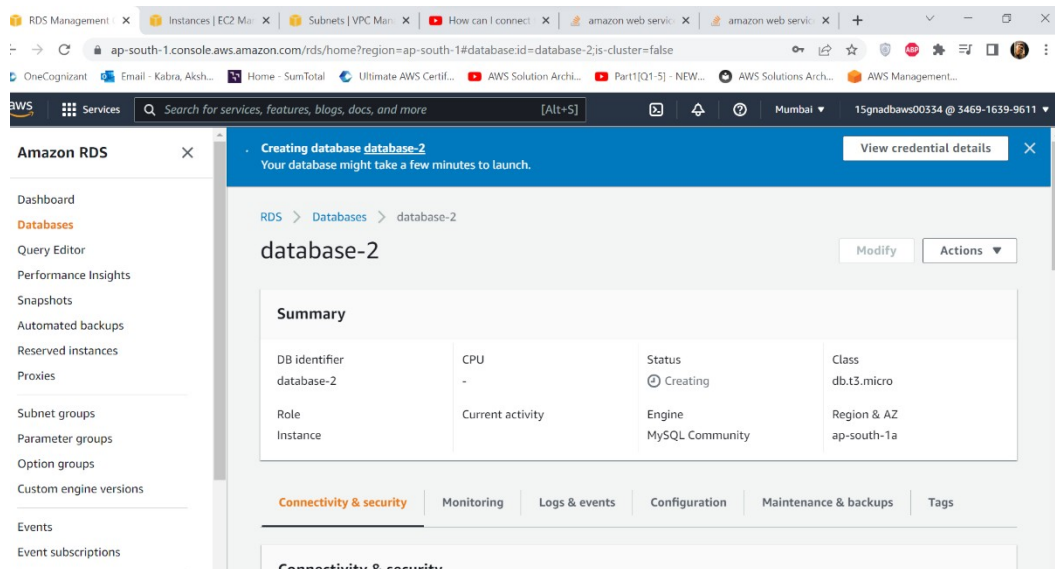 RDS Management
Instances | EC2 Mar
Subnets | VPC Man
How can I connect
amazon web servic
amazon web servic
ap-south-1.console.aws.amazon.com/rds/home?region=ap-south-1#database:id=database-2;is-cluster=false
ABP
OneCognizant
Email - Kabra, Aksh...
Home - SumTotal
Ultimate AWS Certif...
AWS Solution Archi...
Part1[Q1-5] - NEW...
AWS Solutions Arch...
AWS Management...
aws
Services
Search for services, features, blogs, docs, and more
[Alt+S]
Mumbai
15gnadbaws00334 @ 3469-1639-9611
Amazon RDS
Dashboard
Databases
Query Editor
Performance Insights
Snapshots
Automated backups
Reserved instances
Proxies
Subnet groups
Parameter groups
Option groups
Custom engine versions
Events
Event subscriptions
Creating database database-2
Your database might take a few minutes to launch.
View credential details
RDS > Databases > database-2
database-2
Modify
Actions
Summary
DB identifier
database-2
CPU
-
Status
Creating
Class
db.t3.micro
Role
Instance
Current activity
Engine
MySQL Community
Region & AZ
ap-south-1a
Connectivity & security
Monitoring
Logs & events
Configuration
Maintenance & backups
Tags
Connectivity & security